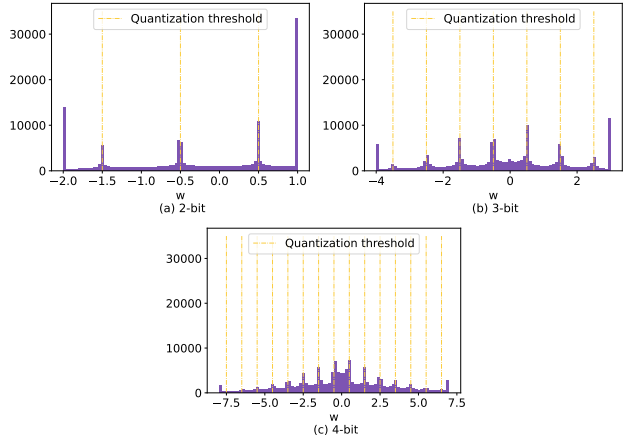 Quantization threshold
30000
20000
10000
0
−2.0 −1.5 −1.0 −0.5 0.0 0.5 1.0
w
(a) 2-bit
Quantization threshold
30000
20000
10000
0
−4 −2 0 2
w
(b) 3-bit
Quantization threshold
30000
20000
10000
0
−7.5 −5.0 −2.5 0.0 2.5 5.0 7.5
w
(c) 4-bit